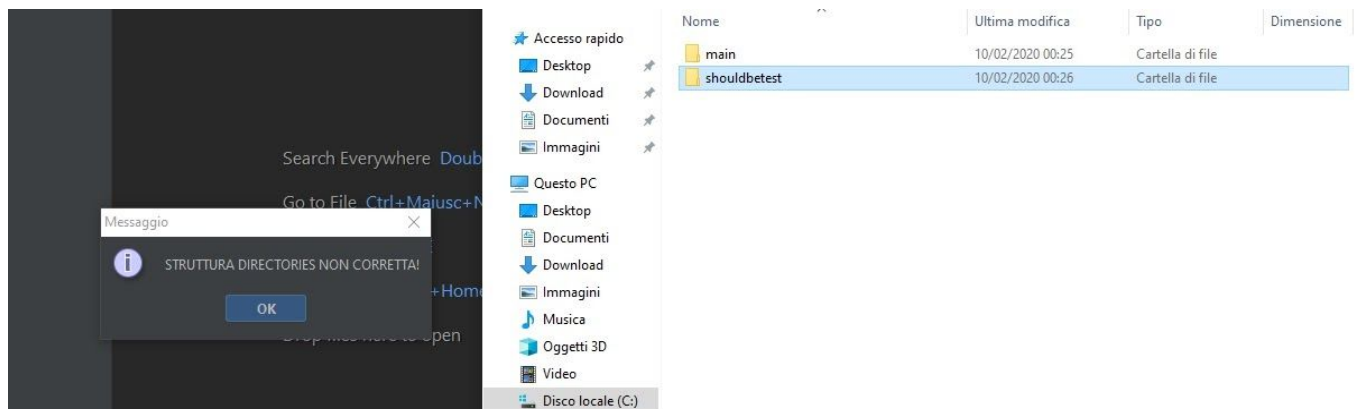 Search Everywhere Doub
Go to File Ctrl+Maiusc+N
Messaggio
STRUTTURA DIRECTORIES NON CORRETTA!
OK
+Home
Drop files here to open
Accesso rapido
Desktop
Download
Documenti
Immagini
Questo PC
Desktop
Documenti
Download
Immagini
Musica
Oggetti 3D
Video
Disco locale (C:)
Nome Ultima modifica Tipo Dimensione
main 10/02/2020 00:25 Cartella di file
shouldbetest 10/02/2020 00:26 Cartella di file